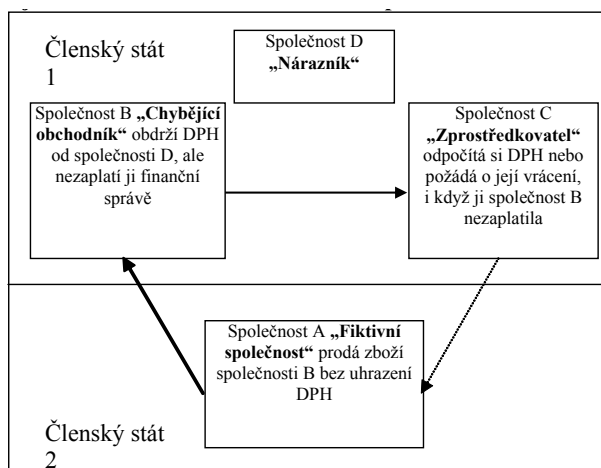 Členský stát
1
Společnost D
„Nárazník“
Společnost B „Chybějící
obchodník“ obdrží DPH
od společnosti D, ale
nezaplatí ji finanční
správě
Společnost C
„Zprostředkovatel“
odpočítá si DPH nebo
požádá o její vrácení,
i když ji společnost B
nezaplatila
Společnost A „Fiktivní
společnost“ prodá zboží
společnosti B bez uhrazení
DPH
Členský stát
2